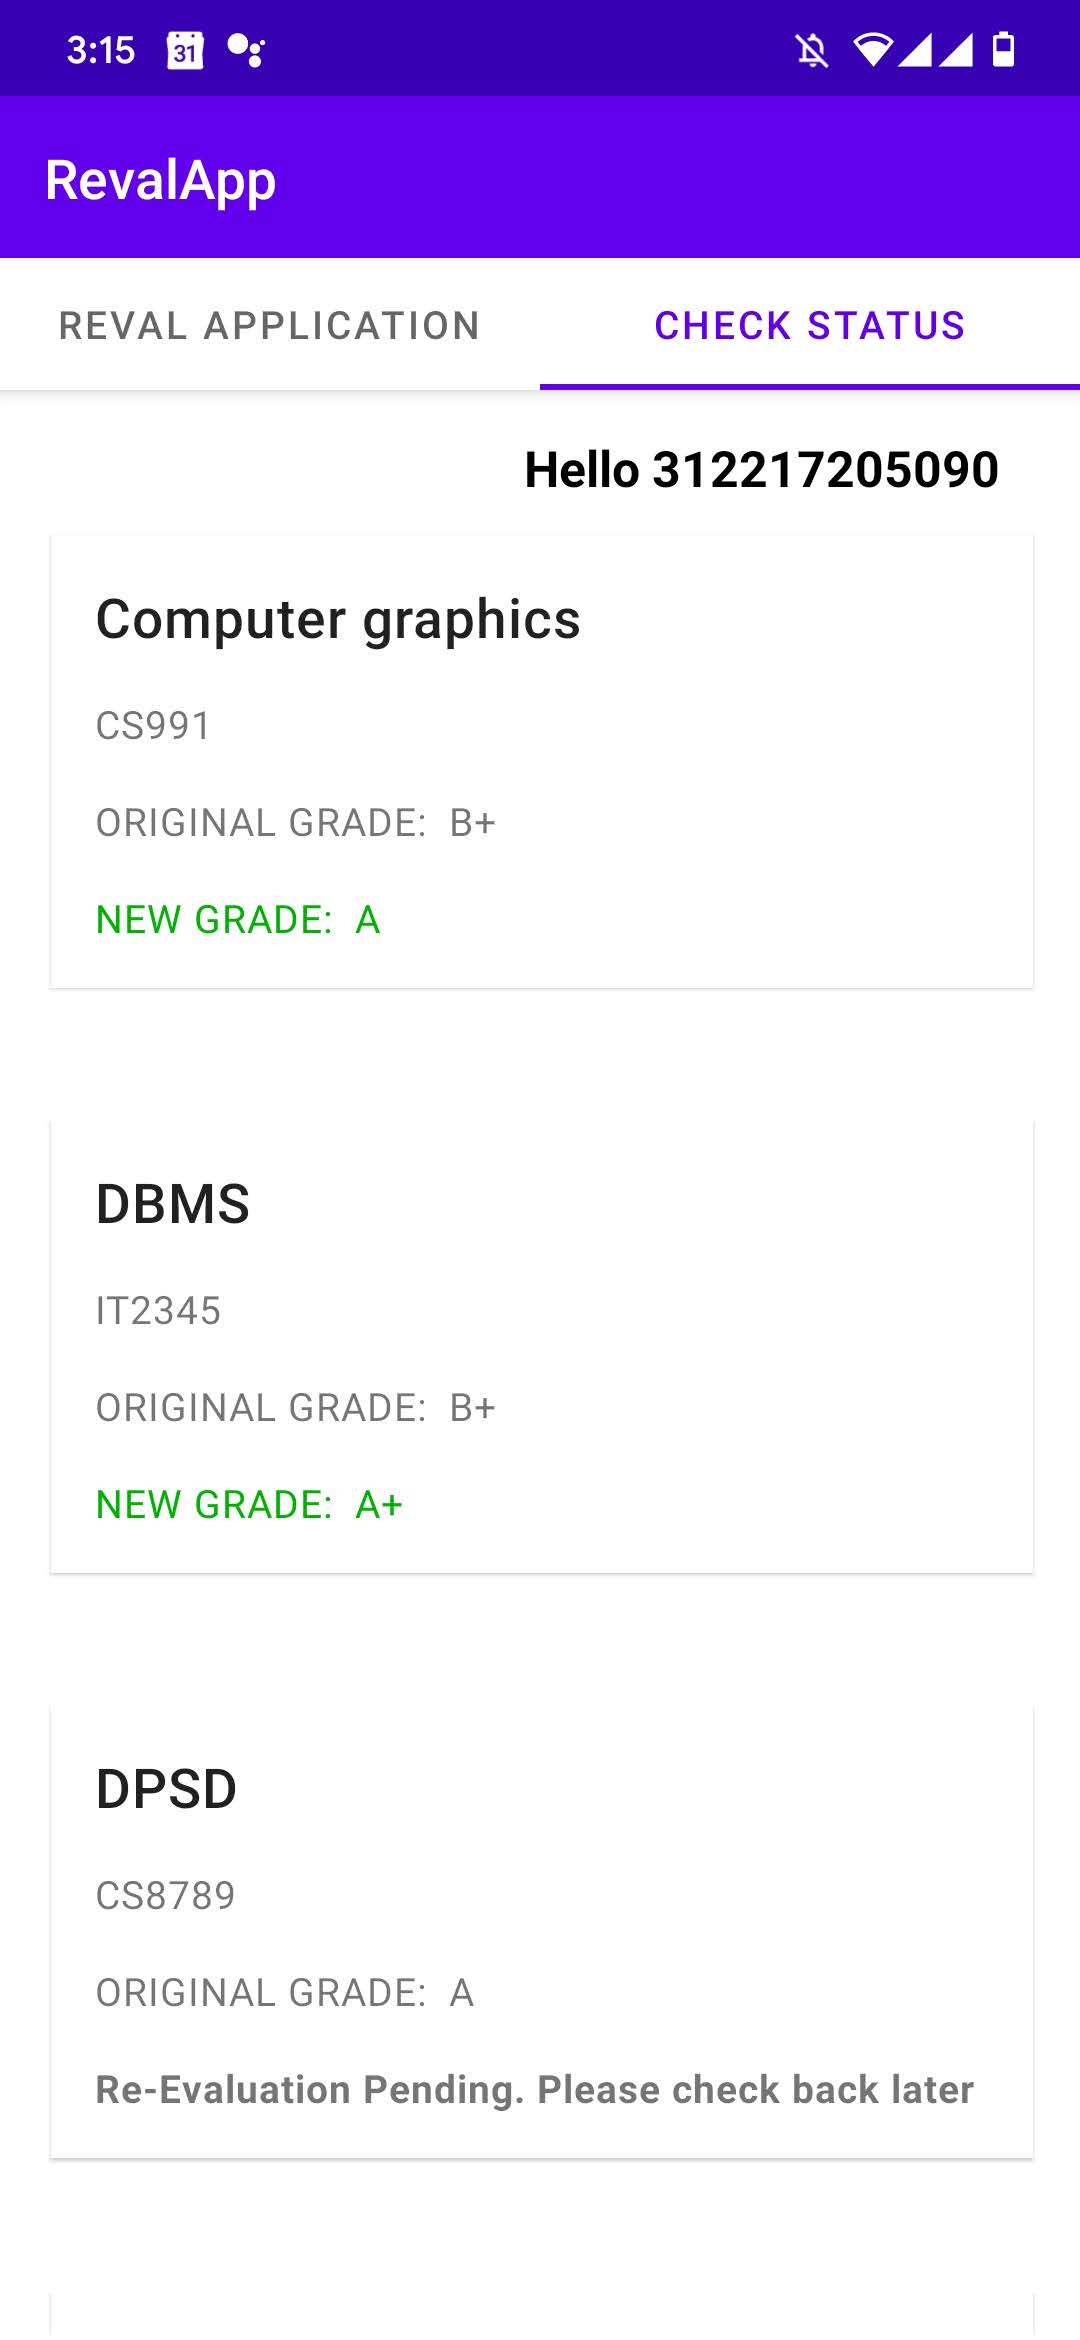 3:15 31
RevalApp
REVAL APPLICATION CHECK STATUS
Hello 312217205090
Computer graphics
CS991
ORIGINAL GRADE: B+
NEW GRADE: A
DBMS
IT2345
ORIGINAL GRADE: B+
NEW GRADE: A+
DPSD
CS8789
ORIGINAL GRADE: A
Re-Evaluation Pending. Please check back later